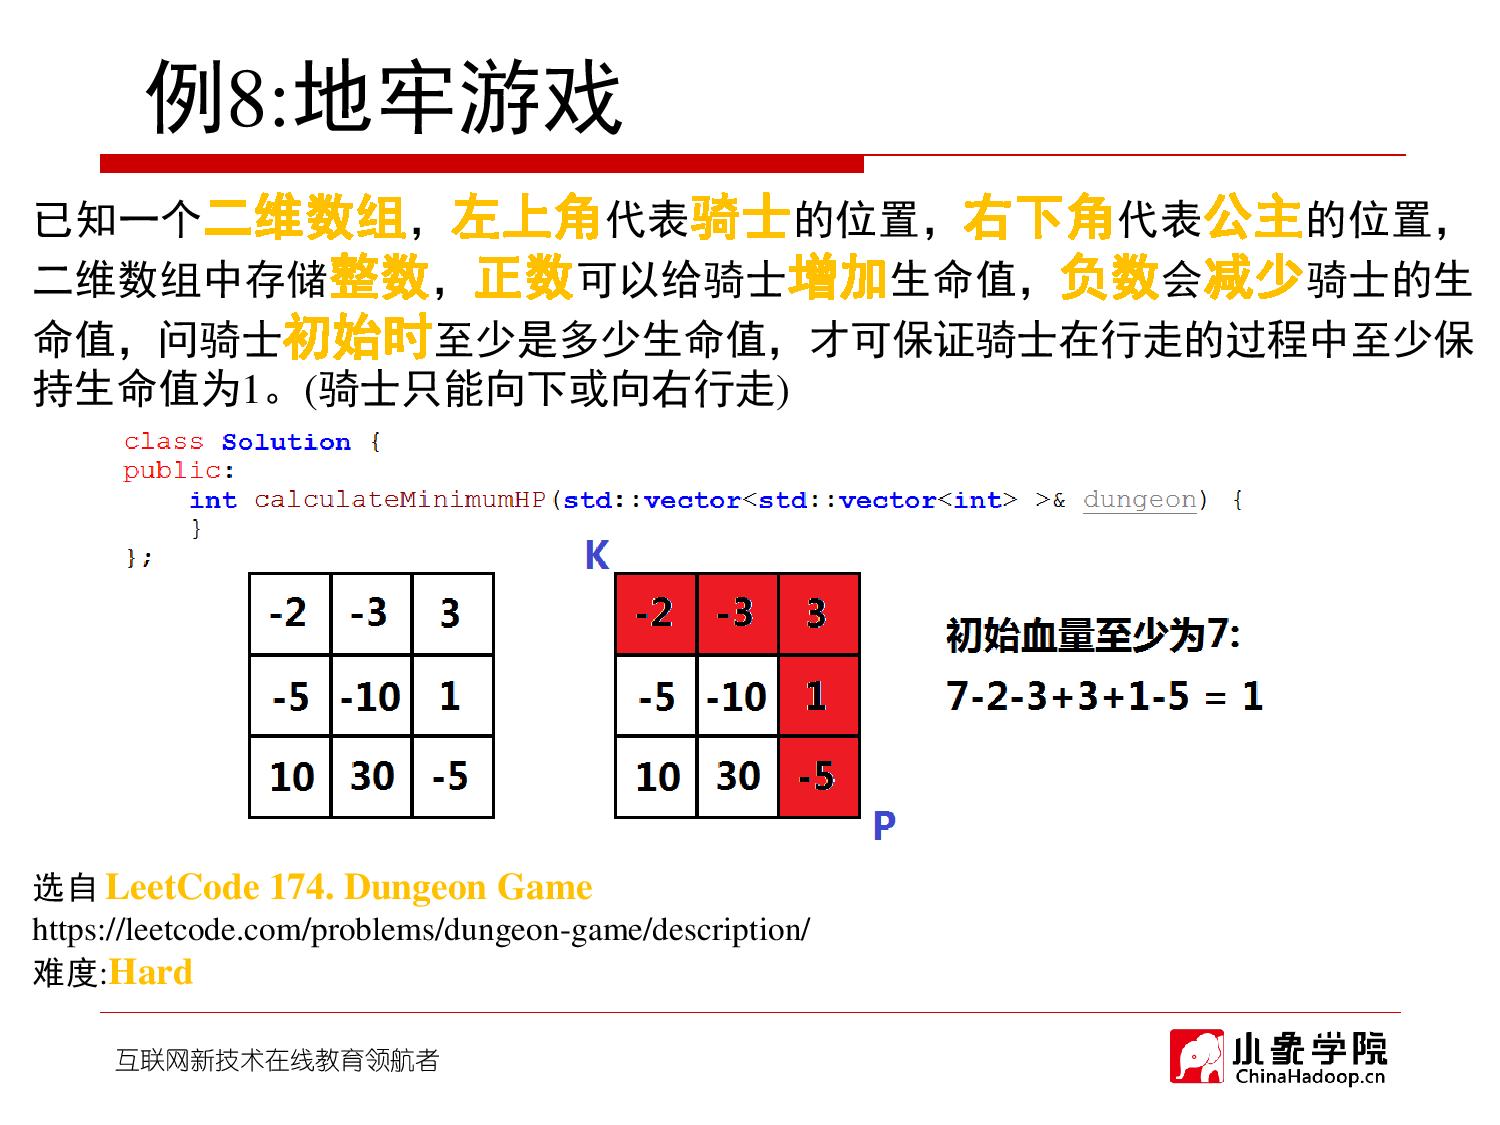 例8:地牢游戏
已知一个二维数组，左上角代表骑士的位置，右下角代表公主的位置，
二维数组中存储整数，正数可以给骑士增加生命值，负数会减少骑士的生
命值，问骑士初始时至少是多少生命值，才可保证骑士在行走的过程中至少保
持生命值为1。(骑士只能向下或向右行走)
class Solution {
public:
    int calculateMinimumHP(std::vector<std::vector<int> >& dungeon) {
    }
};
-2 -3 3
-5 -10 1
10 30 -5
K
-2 -3 3
-5 -10 1
10 30 -5
P
初始血量至少为7:
7-2-3+3+1-5 = 1
选自 LeetCode 174. Dungeon Game
https://leetcode.com/problems/dungeon-game/description/
难度:Hard
互联网新技术在线教育领航者
小象学院
ChinaHadoop.cn